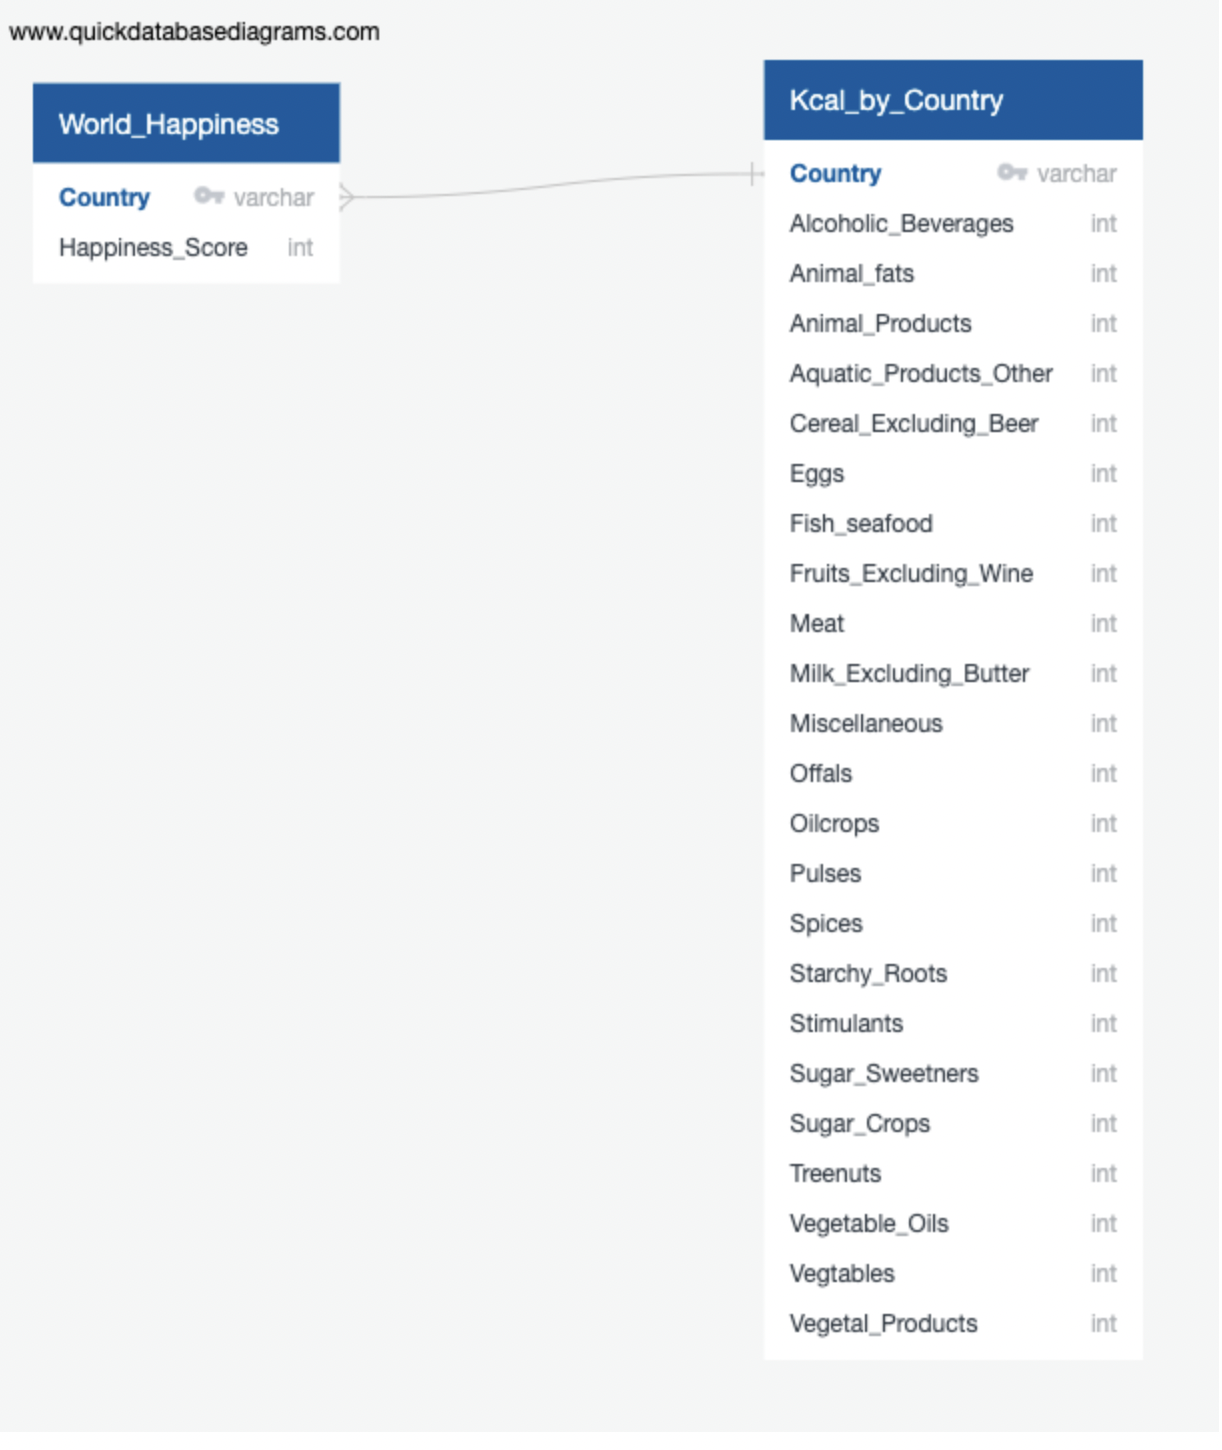 www.quickdatabasediagrams.com
World_Happiness
Country varchar
Happiness_Score int
Kcal_by_Country
Country varchar
Alcoholic_Beverages int
Animal_fats int
Animal_Products int
Aquatic_Products_Other int
Cereal_Excluding_Beer int
Eggs int
Fish_seafood int
Fruits_Excluding_Wine int
Meat int
Milk_Excluding_Butter int
Miscellaneous int
Offals int
Oilcrops int
Pulses int
Spices int
Starchy_Roots int
Stimulants int
Sugar_Sweetners int
Sugar_Crops int
Treenuts int
Vegetable_Oils int
Vegtables int
Vegetal_Products int